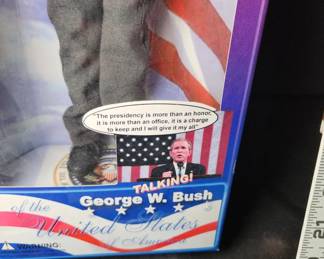 "The presidency is more than an honor,
it is more than an office, it is a charge
to keep and I will give it my all"
TALKING!
George W. Bush
of the
United States
of America
WARNING:
12